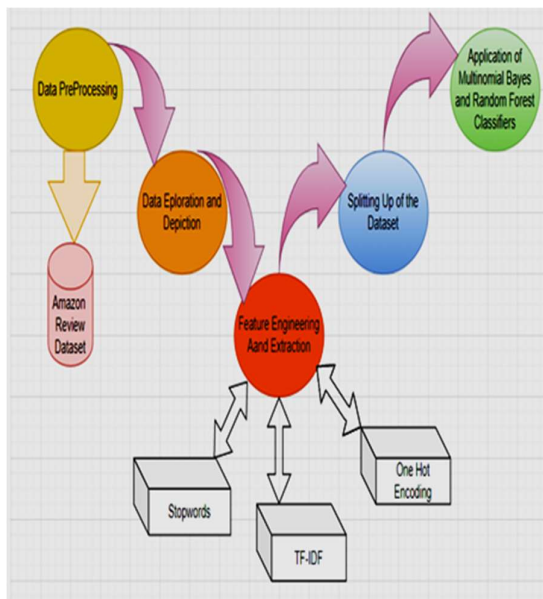 Data PreProcessing
Application of
Multinomial Bayes
and Random Forest
Classifiers
Data Eploration and
Depiction
Splitting Up of the
Dataset
Amazon
Review
Dataset
Feature Engineering
Aand Extraction
One Hot
Encoding
Stopwords
TF-IDF